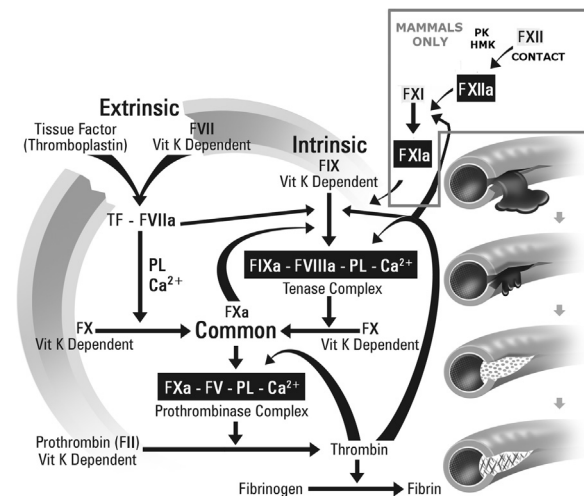 MAMMALS
ONLY
PK
HMK
FXII
CONTACT
FXIIa
FXI
FXIa
Extrinsic
Tissue Factor
(Thromboplastin)
FVII
Vit K Dependent
Intrinsic
FIX
Vit K Dependent
TF - FVIIa
PL
Ca²⁺
FIXa - FVIIIa - PL - Ca²⁺
Tenase Complex
FXa
Common
FX
Vit K Dependent
FX
Vit K Dependent
FXa - FV - PL - Ca²⁺
Prothrombinase Complex
Prothrombin (FII)
Vit K Dependent
Thrombin
Fibrinogen
Fibrin